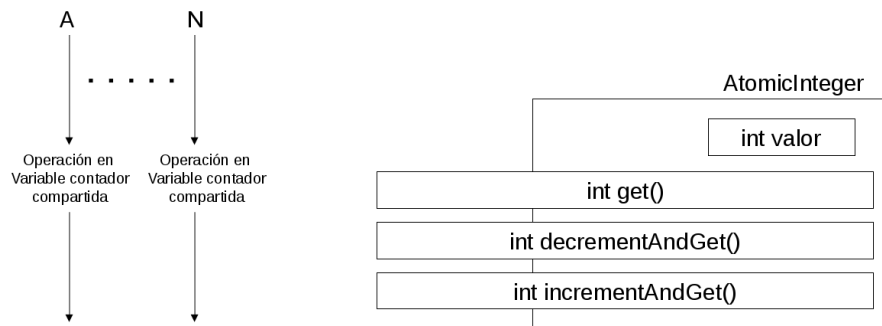 A
N
Operación en
Variable contador
compartida
Operación en
Variable contador
compartida
AtomicInteger
int valor
int get()
int decrementAndGet()
int incrementAndGet()